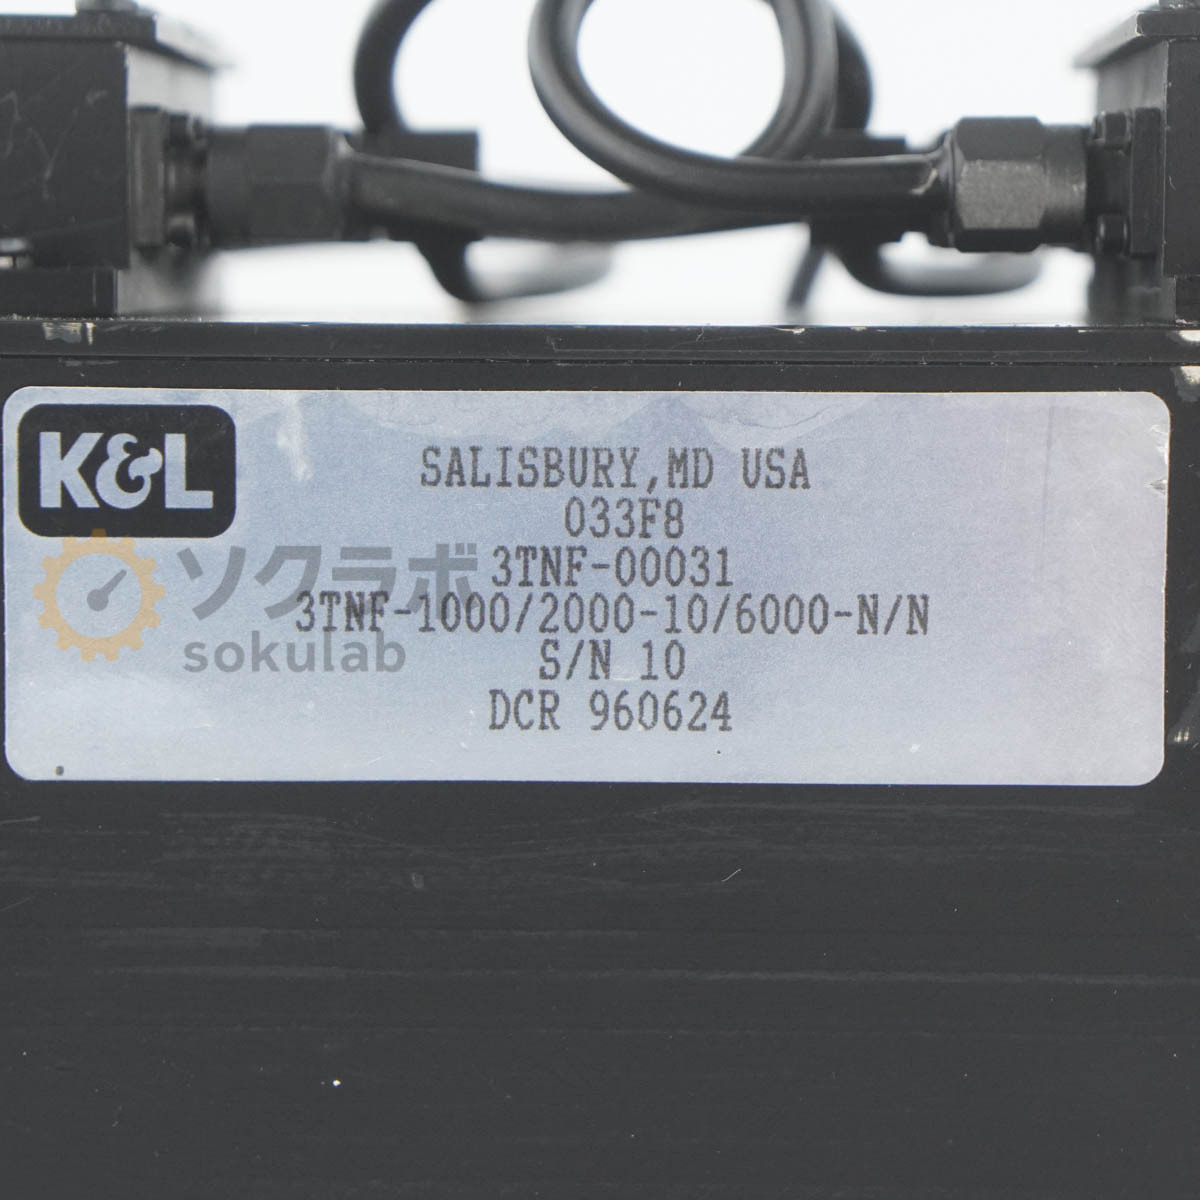 K&L
SALISBURY,MD USA
033F8
3TNF-00031
3TNF-1000/2000-10/6000-N/N
S/N 10
DCR 960624
ソクラボ
sokulab